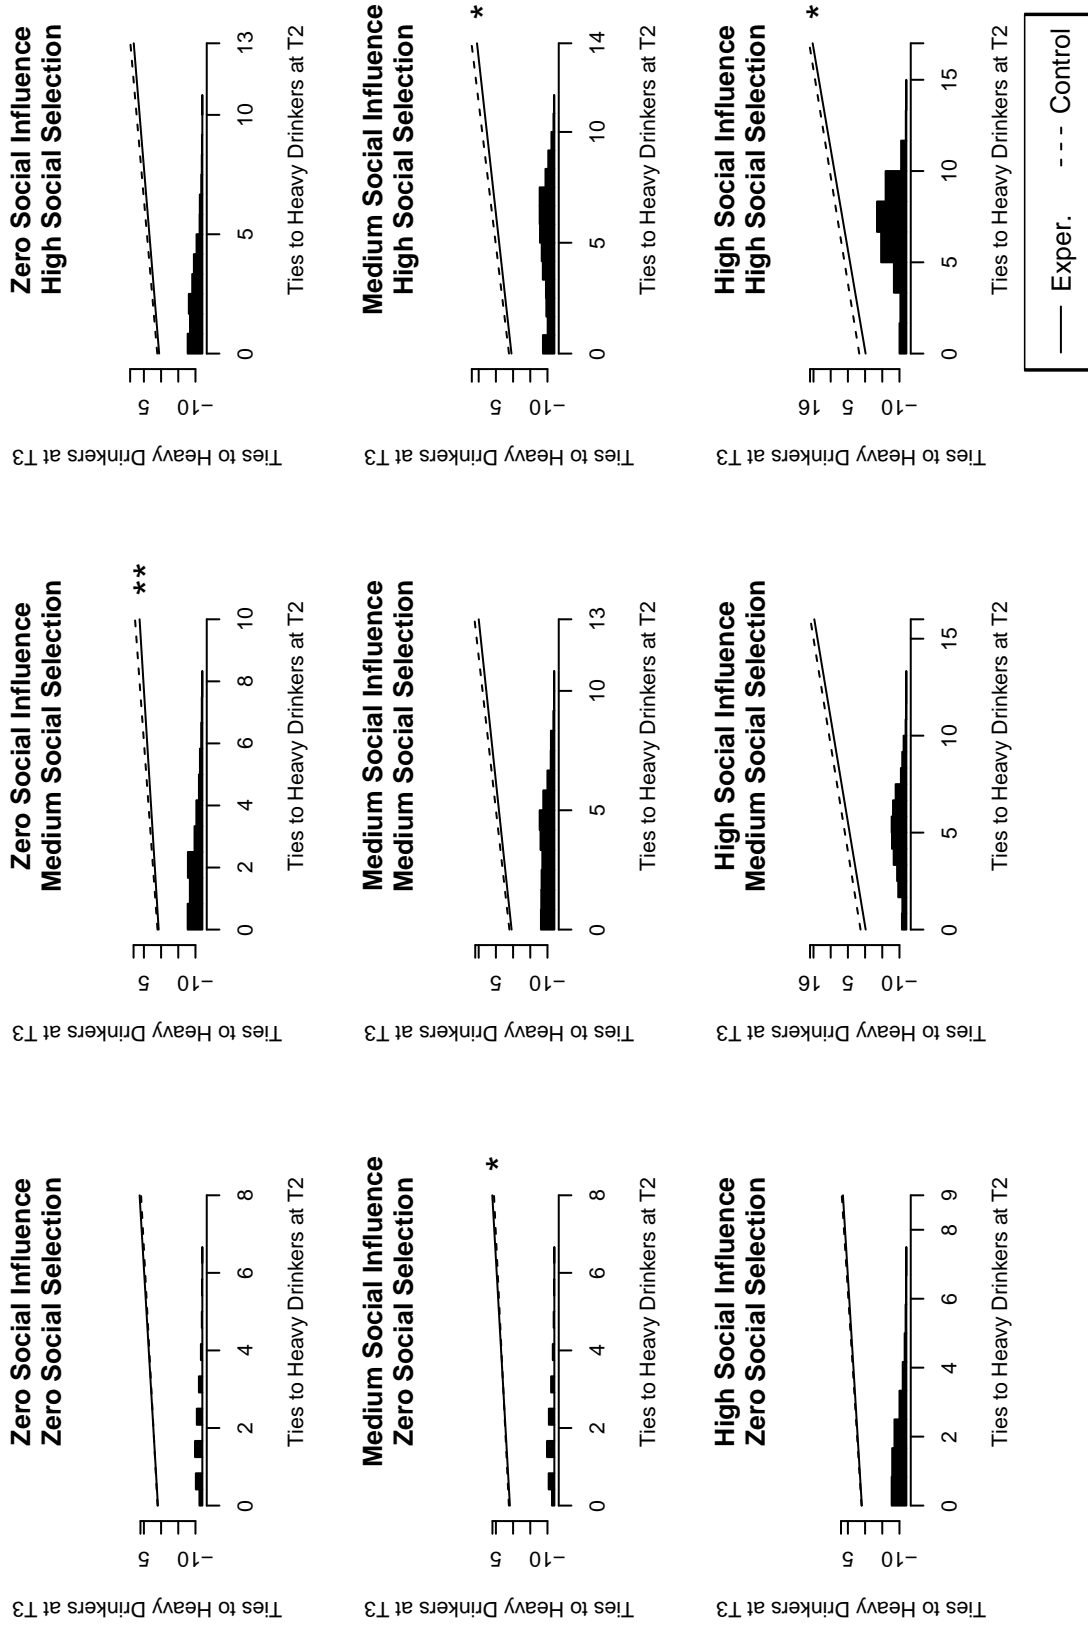 Zero Social Influence
Zero Social Selection
5
−10
Ties to Heavy Drinkers at T3
0 2 4 6 8
Ties to Heavy Drinkers at T2
Zero Social Influence
Medium Social Selection
**
5
−10
Ties to Heavy Drinkers at T3
0 2 4 6 8 10
Ties to Heavy Drinkers at T2
Zero Social Influence
High Social Selection
5
−10
Ties to Heavy Drinkers at T3
0 5 10 13
Ties to Heavy Drinkers at T2
Medium Social Influence
Zero Social Selection
*
5
−10
Ties to Heavy Drinkers at T3
0 2 4 6 8
Ties to Heavy Drinkers at T2
Medium Social Influence
Medium Social Selection
5
−10
Ties to Heavy Drinkers at T3
0 5 10 13
Ties to Heavy Drinkers at T2
Medium Social Influence
High Social Selection
*
5
−10
Ties to Heavy Drinkers at T3
0 5 10 14
Ties to Heavy Drinkers at T2
High Social Influence
Zero Social Selection
5
−10
Ties to Heavy Drinkers at T3
0 2 4 6 8 9
Ties to Heavy Drinkers at T2
High Social Influence
Medium Social Selection
16
5
−10
Ties to Heavy Drinkers at T3
0 5 10 15
Ties to Heavy Drinkers at T2
High Social Influence
High Social Selection
*
16
5
−10
Ties to Heavy Drinkers at T3
0 5 10 15
Ties to Heavy Drinkers at T2
Exper. Control